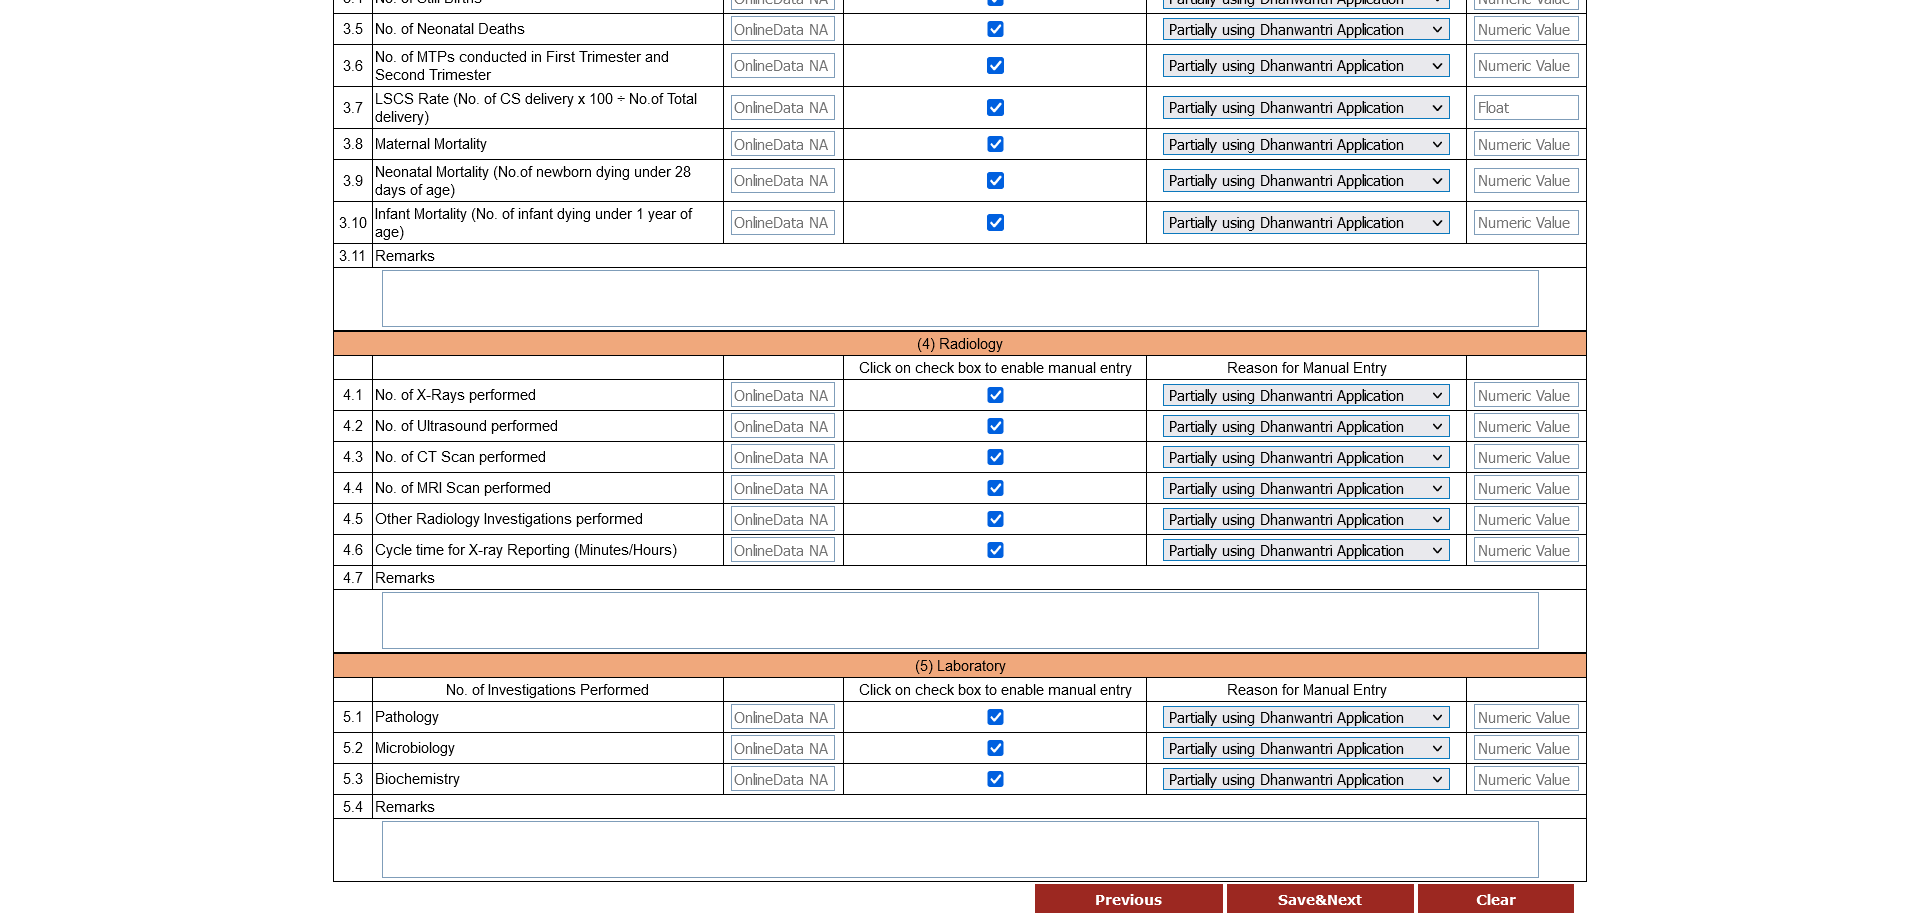 3.4 No. of Still Births OnlineData NA Partially using Dhanwantri Application Numeric Value
3.5 No. of Neonatal Deaths OnlineData NA Partially using Dhanwantri Application Numeric Value
3.6 No. of MTPs conducted in First Trimester and
Second Trimester OnlineData NA Partially using Dhanwantri Application Numeric Value
3.7 LSCS Rate (No. of CS delivery x 100 ÷ No.of Total
delivery) OnlineData NA Partially using Dhanwantri Application Float
3.8 Maternal Mortality OnlineData NA Partially using Dhanwantri Application Numeric Value
3.9 Neonatal Mortality (No.of newborn dying under 28
days of age) OnlineData NA Partially using Dhanwantri Application Numeric Value
3.10 Infant Mortality (No. of infant dying under 1 year of
age) OnlineData NA Partially using Dhanwantri Application Numeric Value
3.11 Remarks
(4) Radiology
Click on check box to enable manual entry Reason for Manual Entry
4.1 No. of X-Rays performed OnlineData NA Partially using Dhanwantri Application Numeric Value
4.2 No. of Ultrasound performed OnlineData NA Partially using Dhanwantri Application Numeric Value
4.3 No. of CT Scan performed OnlineData NA Partially using Dhanwantri Application Numeric Value
4.4 No. of MRI Scan performed OnlineData NA Partially using Dhanwantri Application Numeric Value
4.5 Other Radiology Investigations performed OnlineData NA Partially using Dhanwantri Application Numeric Value
4.6 Cycle time for X-ray Reporting (Minutes/Hours) OnlineData NA Partially using Dhanwantri Application Numeric Value
4.7 Remarks
(5) Laboratory
No. of Investigations Performed Click on check box to enable manual entry Reason for Manual Entry
5.1 Pathology OnlineData NA Partially using Dhanwantri Application Numeric Value
5.2 Microbiology OnlineData NA Partially using Dhanwantri Application Numeric Value
5.3 Biochemistry OnlineData NA Partially using Dhanwantri Application Numeric Value
5.4 Remarks
Previous Save&Next Clear